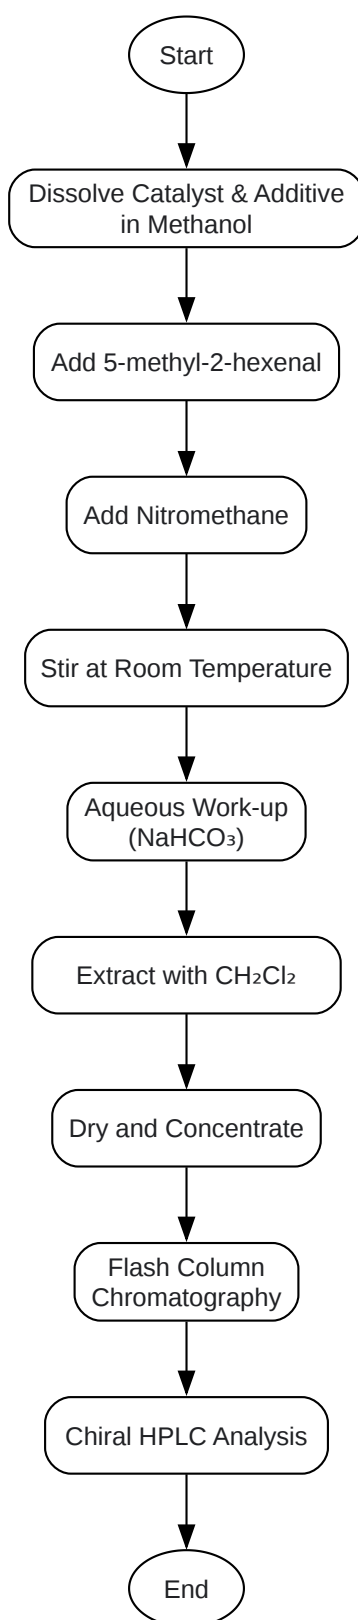 Start
Dissolve Catalyst & Additive
in Methanol
Add 5-methyl-2-hexenal
Add Nitromethane
Stir at Room Temperature
Aqueous Work-up
(NaHCO₃)
Extract with CH₂Cl₂
Dry and Concentrate
Flash Column
Chromatography
Chiral HPLC Analysis
End